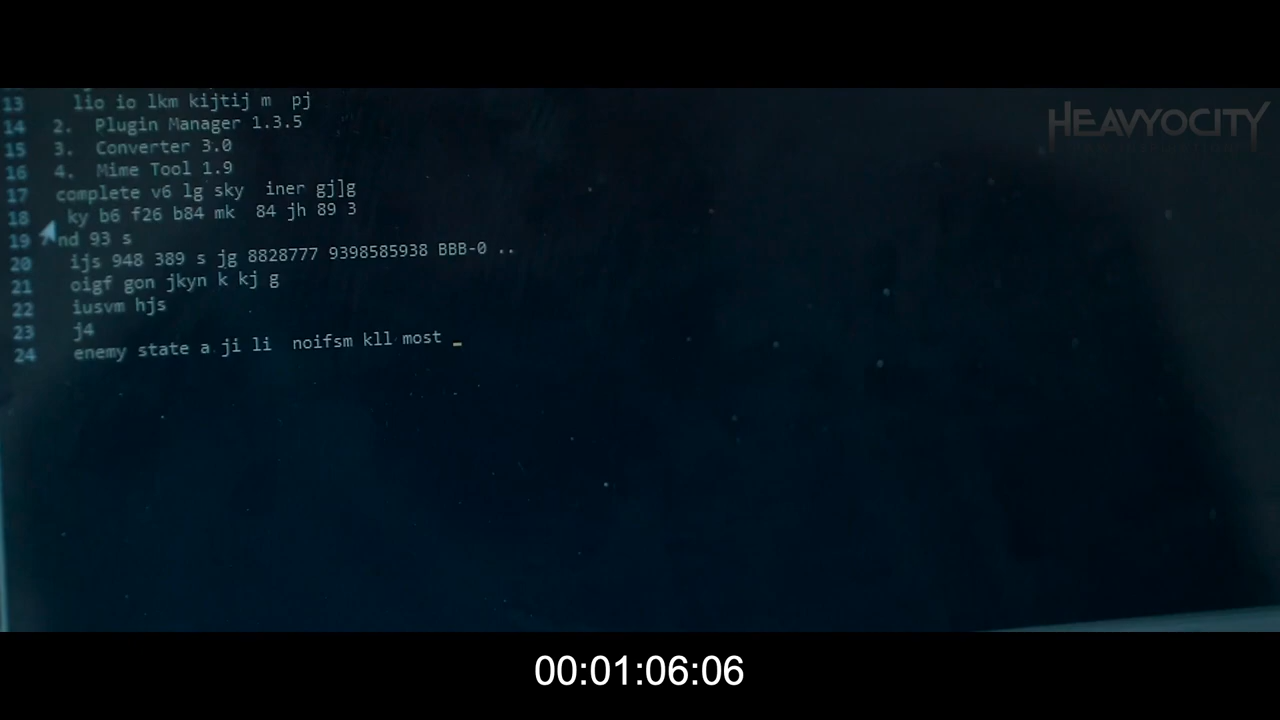 HEAVYOCITY
13 lio io lkm kijtij m pj
14 2. Plugin Manager 1.3.5
15 3. Converter 3.0
16 4. Mime Tool 1.9
17 complete v6 lg sky iner gj]g
18 ky b6 f26 b84 mk 84 jh 89 3
19 nd 93 s
20 ijs 948 389 s jg 8828777 9398585938 BBB-0 ..
21 oigf gon jkyn k kj g
22 iusvm hjs
23 j4
24 enemy state a ji li noifsm kll most _
00:01:06:06